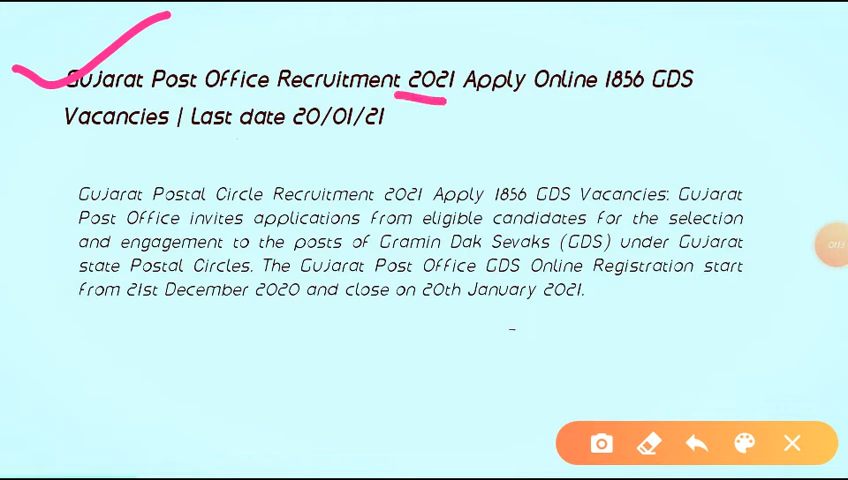 Gujarat Post Office Recruitment 2021 Apply Online 1856 GDS
Vacancies | Last date 20/01/21
Gujarat Postal Circle Recruitment 2021 Apply 1856 GDS Vacancies: Gujarat
Post Office invites applications from eligible candidates for the selection
and engagement to the posts of Gramin Dak Sevaks (GDS) under Gujarat
state Postal Circles. The Gujarat Post Office GDS Online Registration start
from 21st December 2020 and close on 20th January 2021.